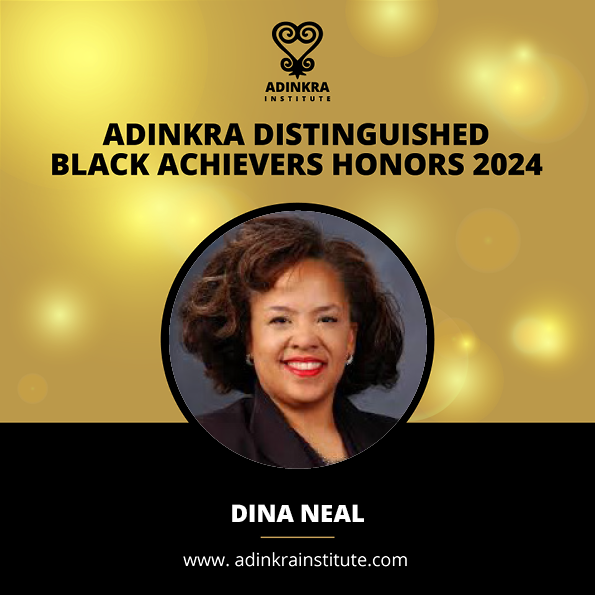 ADINKRA
INSTITUTE
ADINKRA DISTINGUISHED
BLACK ACHIEVERS HONORS 2024
DINA NEAL
www. adinkrainstitute.com